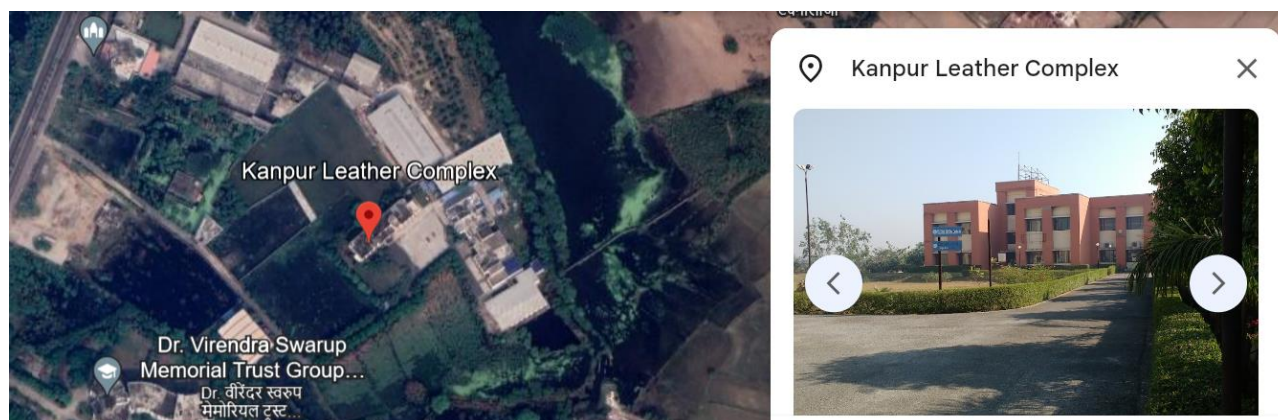 Kanpur Leather Complex
Kanpur Leather Complex
Dr. Virendra Swarup
Memorial Trust Group...
Dr. वीरेंदर स्वरुप
मेमोरियल ट्रस्ट...